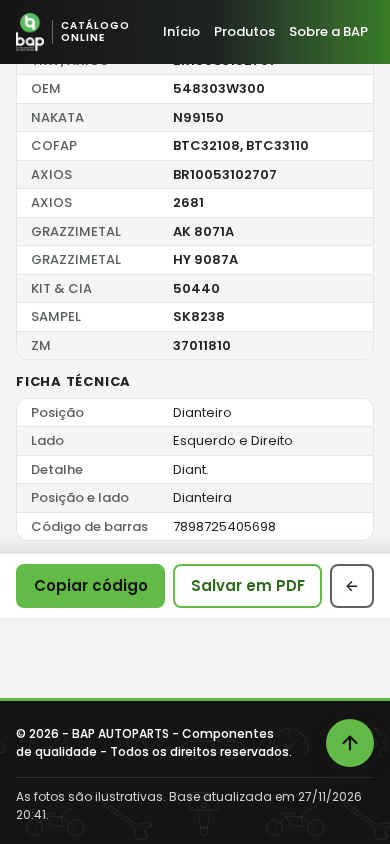 bap
CATÁLOGO
ONLINE
Início Produtos Sobre a BAP
OEM 548303W300
NAKATA N99150
COFAP BTC32108, BTC33110
AXIOS BR10053102707
AXIOS 2681
GRAZZIMETAL AK 8071A
GRAZZIMETAL HY 9087A
KIT & CIA 50440
SAMPEL SK8238
ZM 37011810
FICHA TÉCNICA
Posição Dianteiro
Lado Esquerdo e Direito
Detalhe Diant.
Posição e lado Dianteira
Código de barras 7898725405698
Copiar código Salvar em PDF ←
© 2026 - BAP AUTOPARTS - Componentes
de qualidade - Todos os direitos reservados.
As fotos são ilustrativas. Base atualizada em 27/11/2026
20:41.